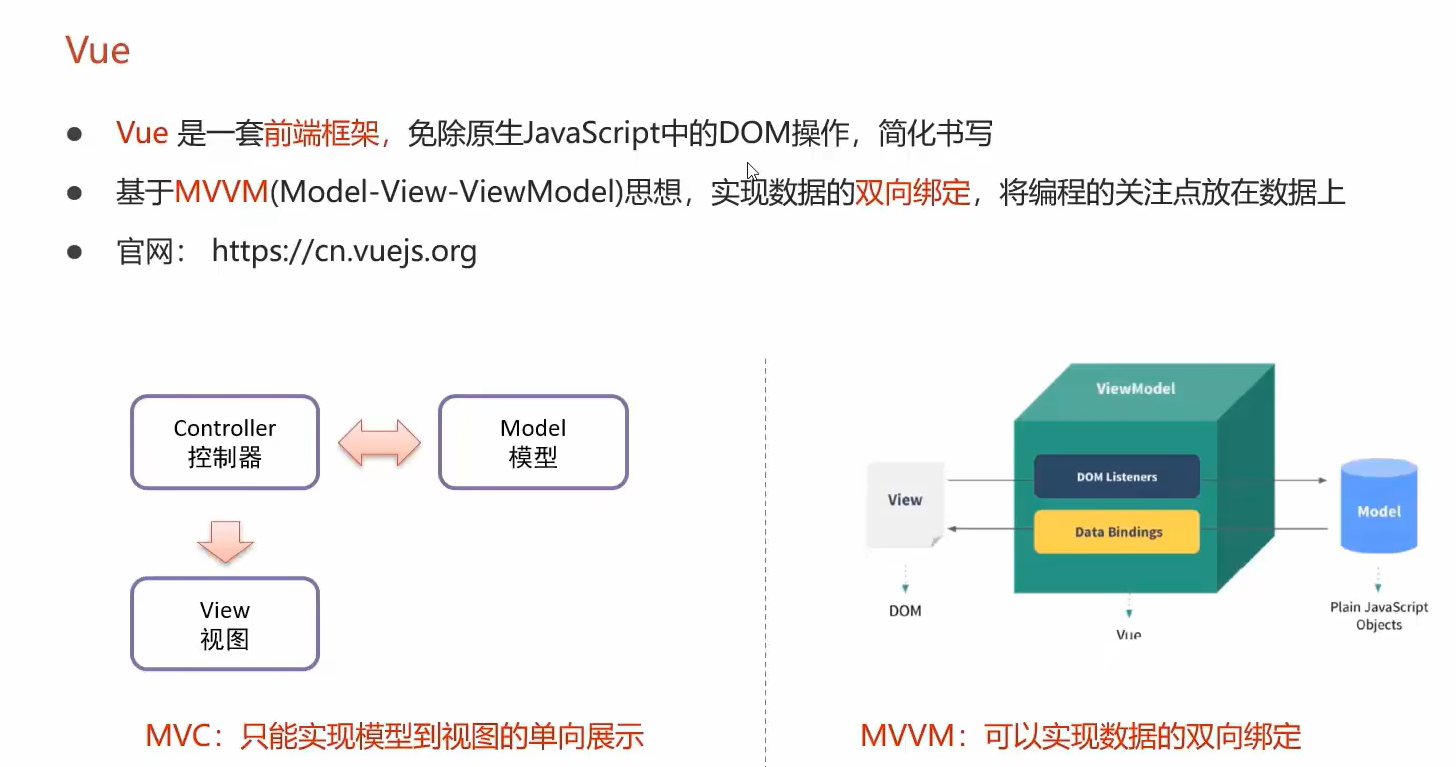 Vue
Vue 是一套前端框架，免除原生JavaScript中的DOM操作，简化书写
基于MVVM(Model-View-ViewModel)思想，实现数据的双向绑定，将编程的关注点放在数据上
官网： https://cn.vuejs.org
Controller
控制器
Model
模型
View
视图
MVC：只能实现模型到视图的单向展示
ViewModel
DOM Listeners
View
Model
Data Bindings
DOM
Vue
Plain JavaScript
Objects
MVVM：可以实现数据的双向绑定